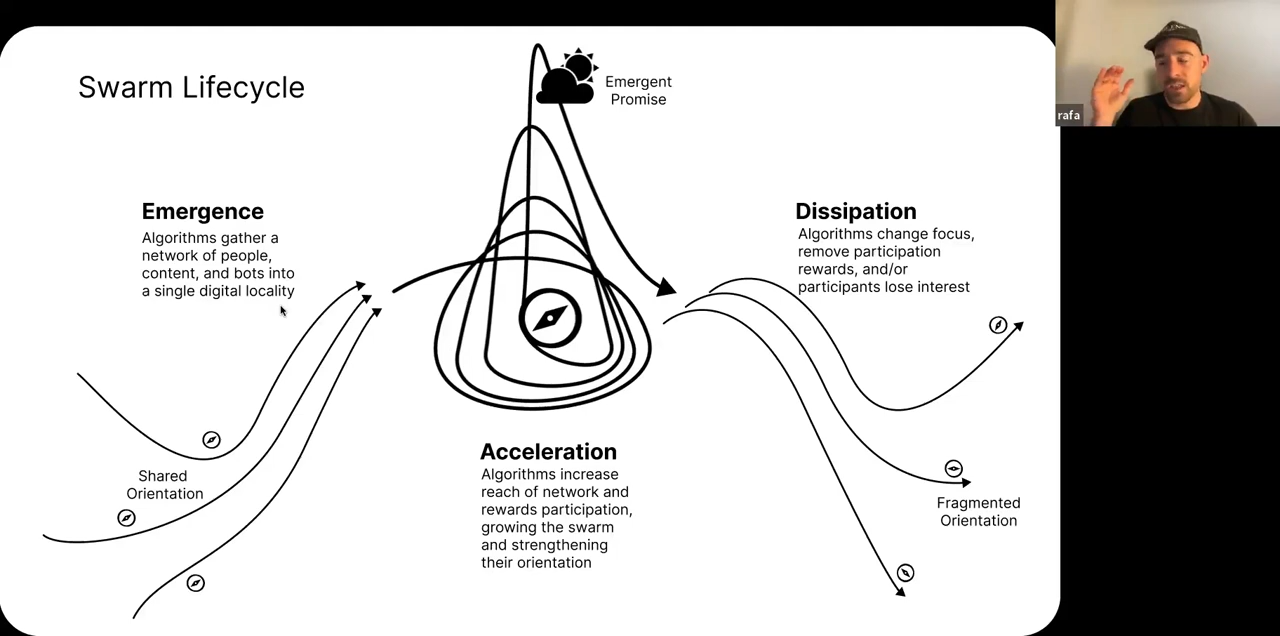 Swarm Lifecycle
Emergent
Promise
rafa
Emergence
Algorithms gather a
network of people,
content, and bots into
a single digital locality
Dissipation
Algorithms change focus,
remove participation
rewards, and/or
participants lose interest
Shared
Orientation
Acceleration
Algorithms increase
reach of network and
rewards participation,
growing the swarm
and strengthening
their orientation
Fragmented
Orientation